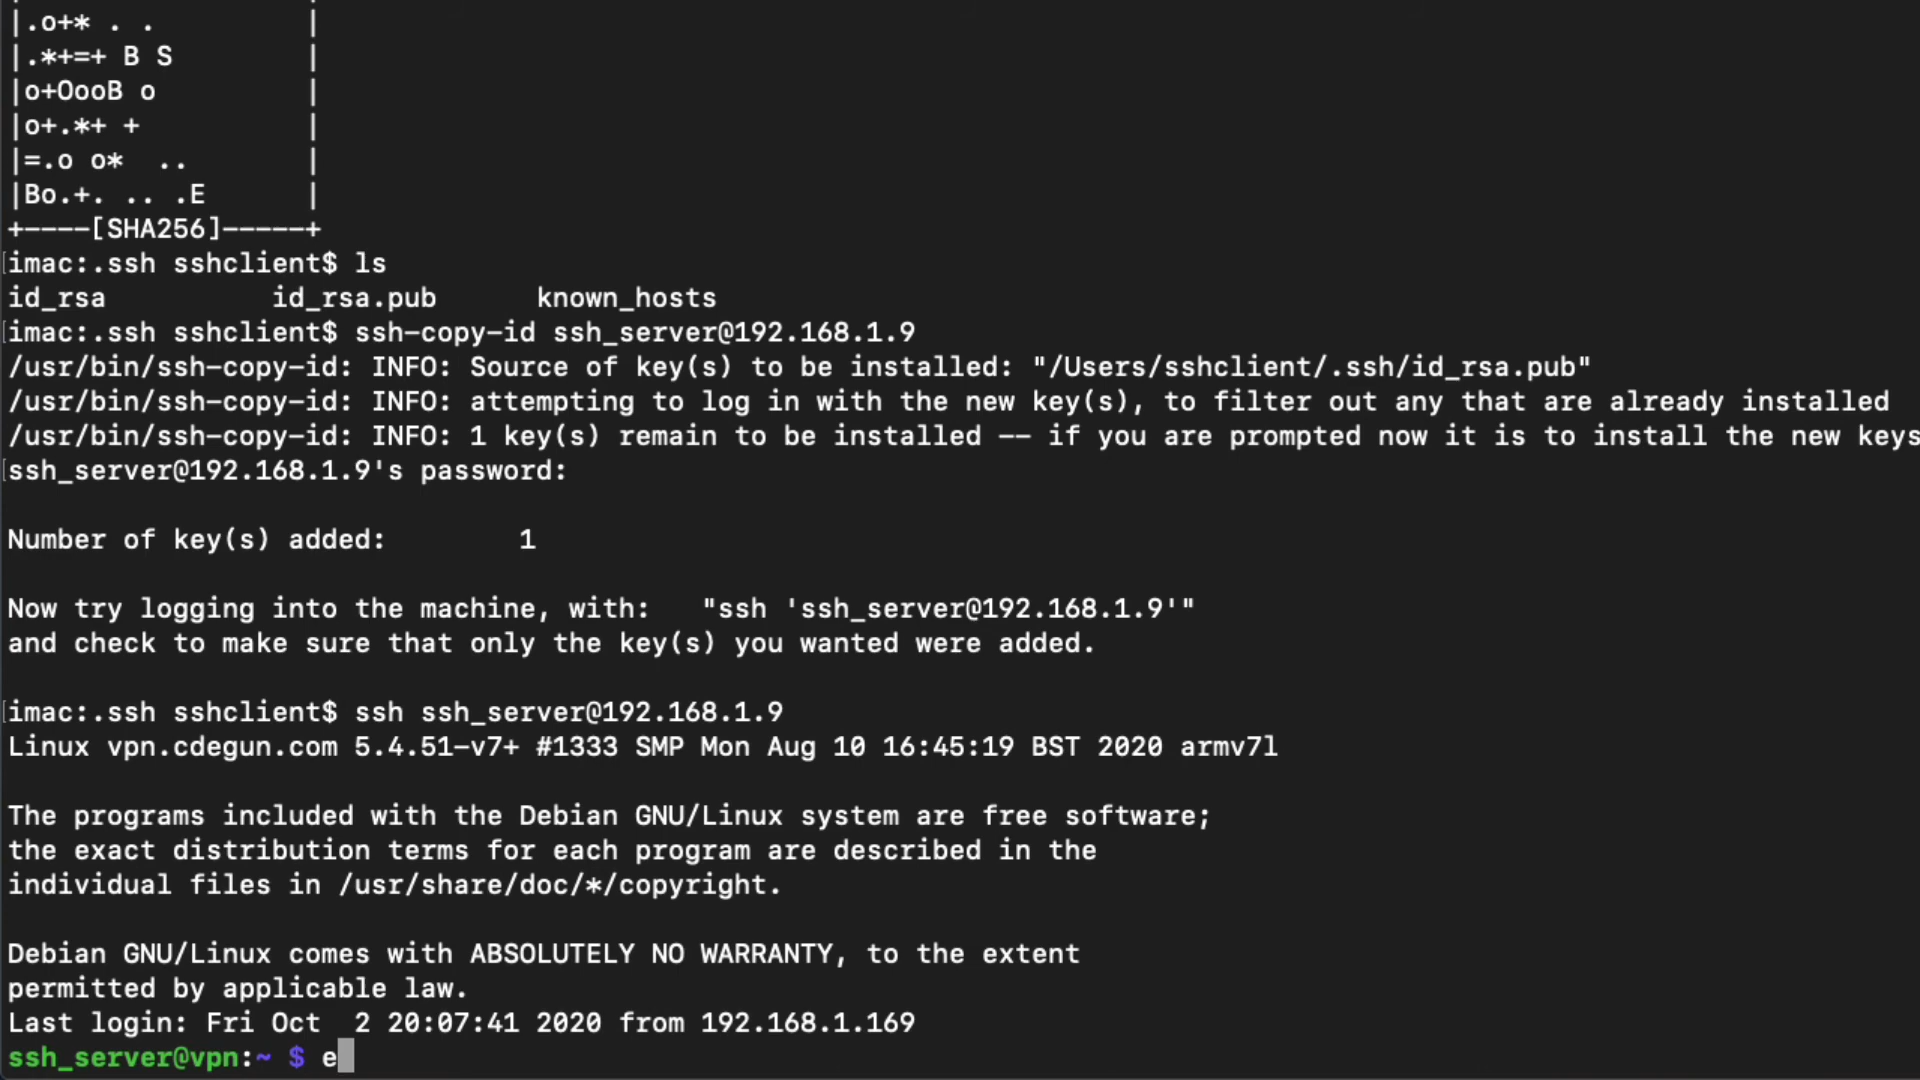 |.o+* . .          |
|.*+=+ B S         |
|o+OooB o          |
|o+.*+ +           |
|=.o o*  ..        |
|Bo.+. .. .E       |
+----[SHA256]-----+
imac:.ssh sshclient$ ls
id_rsa          id_rsa.pub      known_hosts
imac:.ssh sshclient$ ssh-copy-id ssh_server@192.168.1.9
/usr/bin/ssh-copy-id: INFO: Source of key(s) to be installed: "/Users/sshclient/.ssh/id_rsa.pub"
/usr/bin/ssh-copy-id: INFO: attempting to log in with the new key(s), to filter out any that are already installed
/usr/bin/ssh-copy-id: INFO: 1 key(s) remain to be installed -- if you are prompted now it is to install the new keys
ssh_server@192.168.1.9's password:
Number of key(s) added:        1
Now try logging into the machine, with:   "ssh 'ssh_server@192.168.1.9'"
and check to make sure that only the key(s) you wanted were added.
imac:.ssh sshclient$ ssh ssh_server@192.168.1.9
Linux vpn.cdegun.com 5.4.51-v7+ #1333 SMP Mon Aug 10 16:45:19 BST 2020 armv7l
The programs included with the Debian GNU/Linux system are free software;
the exact distribution terms for each program are described in the
individual files in /usr/share/doc/*/copyright.
Debian GNU/Linux comes with ABSOLUTELY NO WARRANTY, to the extent
permitted by applicable law.
Last login: Fri Oct  2 20:07:41 2020 from 192.168.1.169
ssh_server@vpn:~ $ e